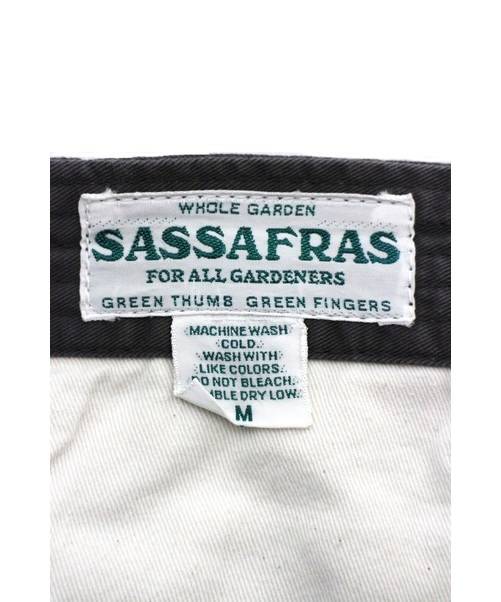 WHOLE GARDEN
SASSAFRAS
FOR ALL GARDENERS
GREEN THUMB GREEN FINGERS
MACHINE WASH
COLD.
WASH WITH
LIKE COLORS.
DO NOT BLEACH.
DRY LOW.
M